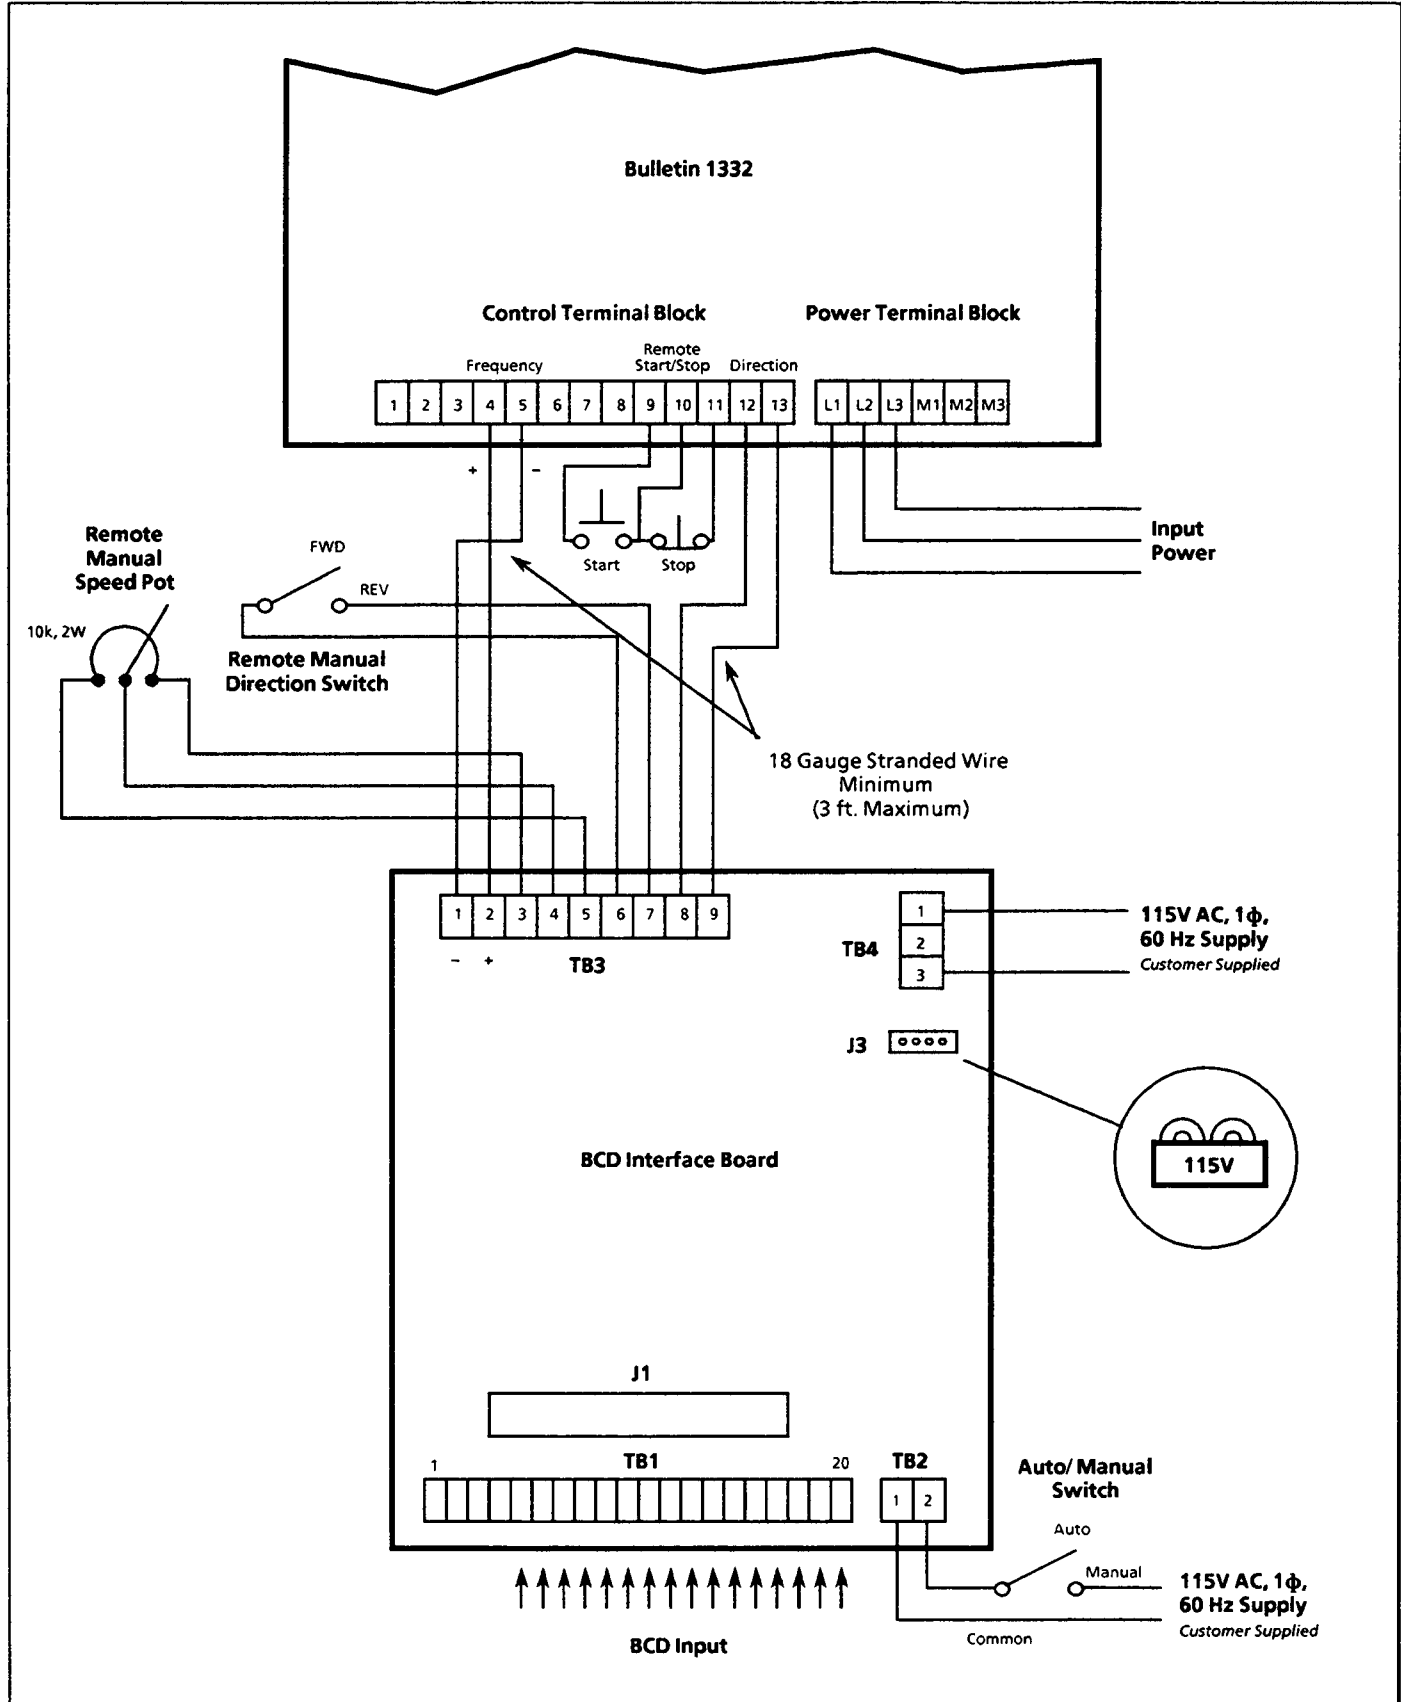 Bulletin 1332
Control Terminal Block
Power Terminal Block
Frequency
Remote
Start/Stop
Direction
1 2 3 4 5 6 7 8 9 10 11 12 13
L1 L2 L3 M1 M2 M3
+ −
Start
Stop
Input
Power
Remote
Manual
Speed Pot
10k, 2W
FWD
REV
Remote Manual
Direction Switch
18 Gauge Stranded Wire
Minimum
(3 ft. Maximum)
1 2 3 4 5 6 7 8 9
− +
TB3
TB4
1
2
3
115V AC, 1ϕ,
60 Hz Supply
Customer Supplied
J3
115V
BCD Interface Board
J1
1
TB1
20
TB2
1 2
Auto/ Manual
Switch
Auto
Manual
Common
115V AC, 1ϕ,
60 Hz Supply
Customer Supplied
BCD Input